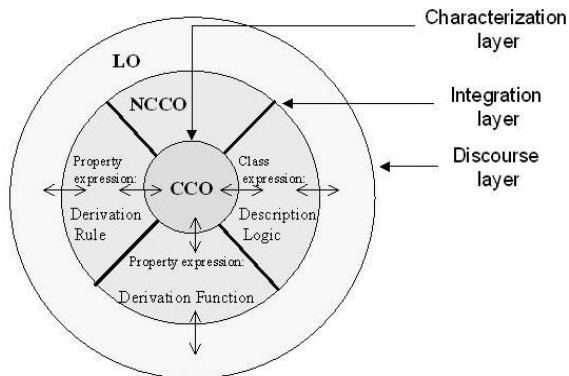 Characterization
layer
LO
NCCO
Integration
layer
Discourse
layer
Property
expression:
Class
expression:
CCO
Derivation
Rule
Description
Logic
Property expression:
Derivation Function